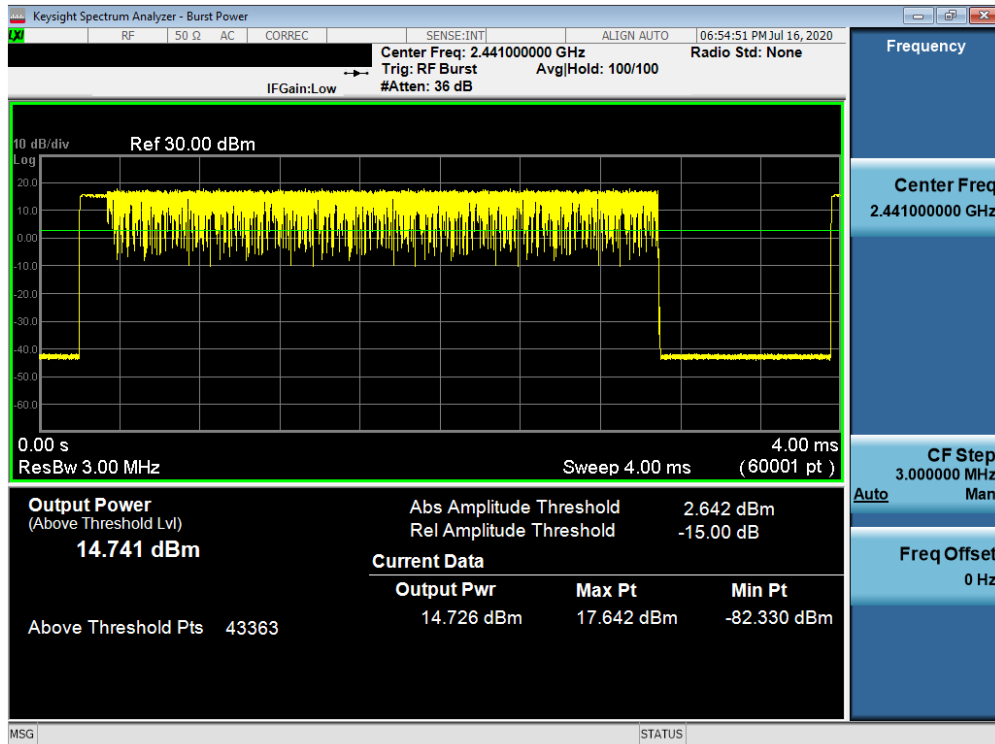 Keysight Spectrum Analyzer - Burst Power
LXI RF 50 Ω AC CORREC SENSE:INT ALIGN AUTO 06:54:51 PM Jul 16, 2020
Center Freq: 2.441000000 GHz Radio Std: None
Trig: RF Burst Avg|Hold: 100/100
IFGain:Low #Atten: 36 dB
Frequency
10 dB/div Ref 30.00 dBm
Log
20.0
10.0
0.00
-10.0
-20.0
-30.0
-40.0
-50.0
-60.0
0.00 s 4.00 ms
ResBw 3.00 MHz Sweep 4.00 ms (60001 pt)
Center Freq
2.441000000 GHz
CF Step
3.000000 MHz
Auto Man
Freq Offset
0 Hz
Output Power
(Above Threshold Lvl)
14.741 dBm
Above Threshold Pts 43363
Abs Amplitude Threshold 2.642 dBm
Rel Amplitude Threshold -15.00 dB
Current Data
Output Pwr Max Pt Min Pt
14.726 dBm 17.642 dBm -82.330 dBm
MSG STATUS